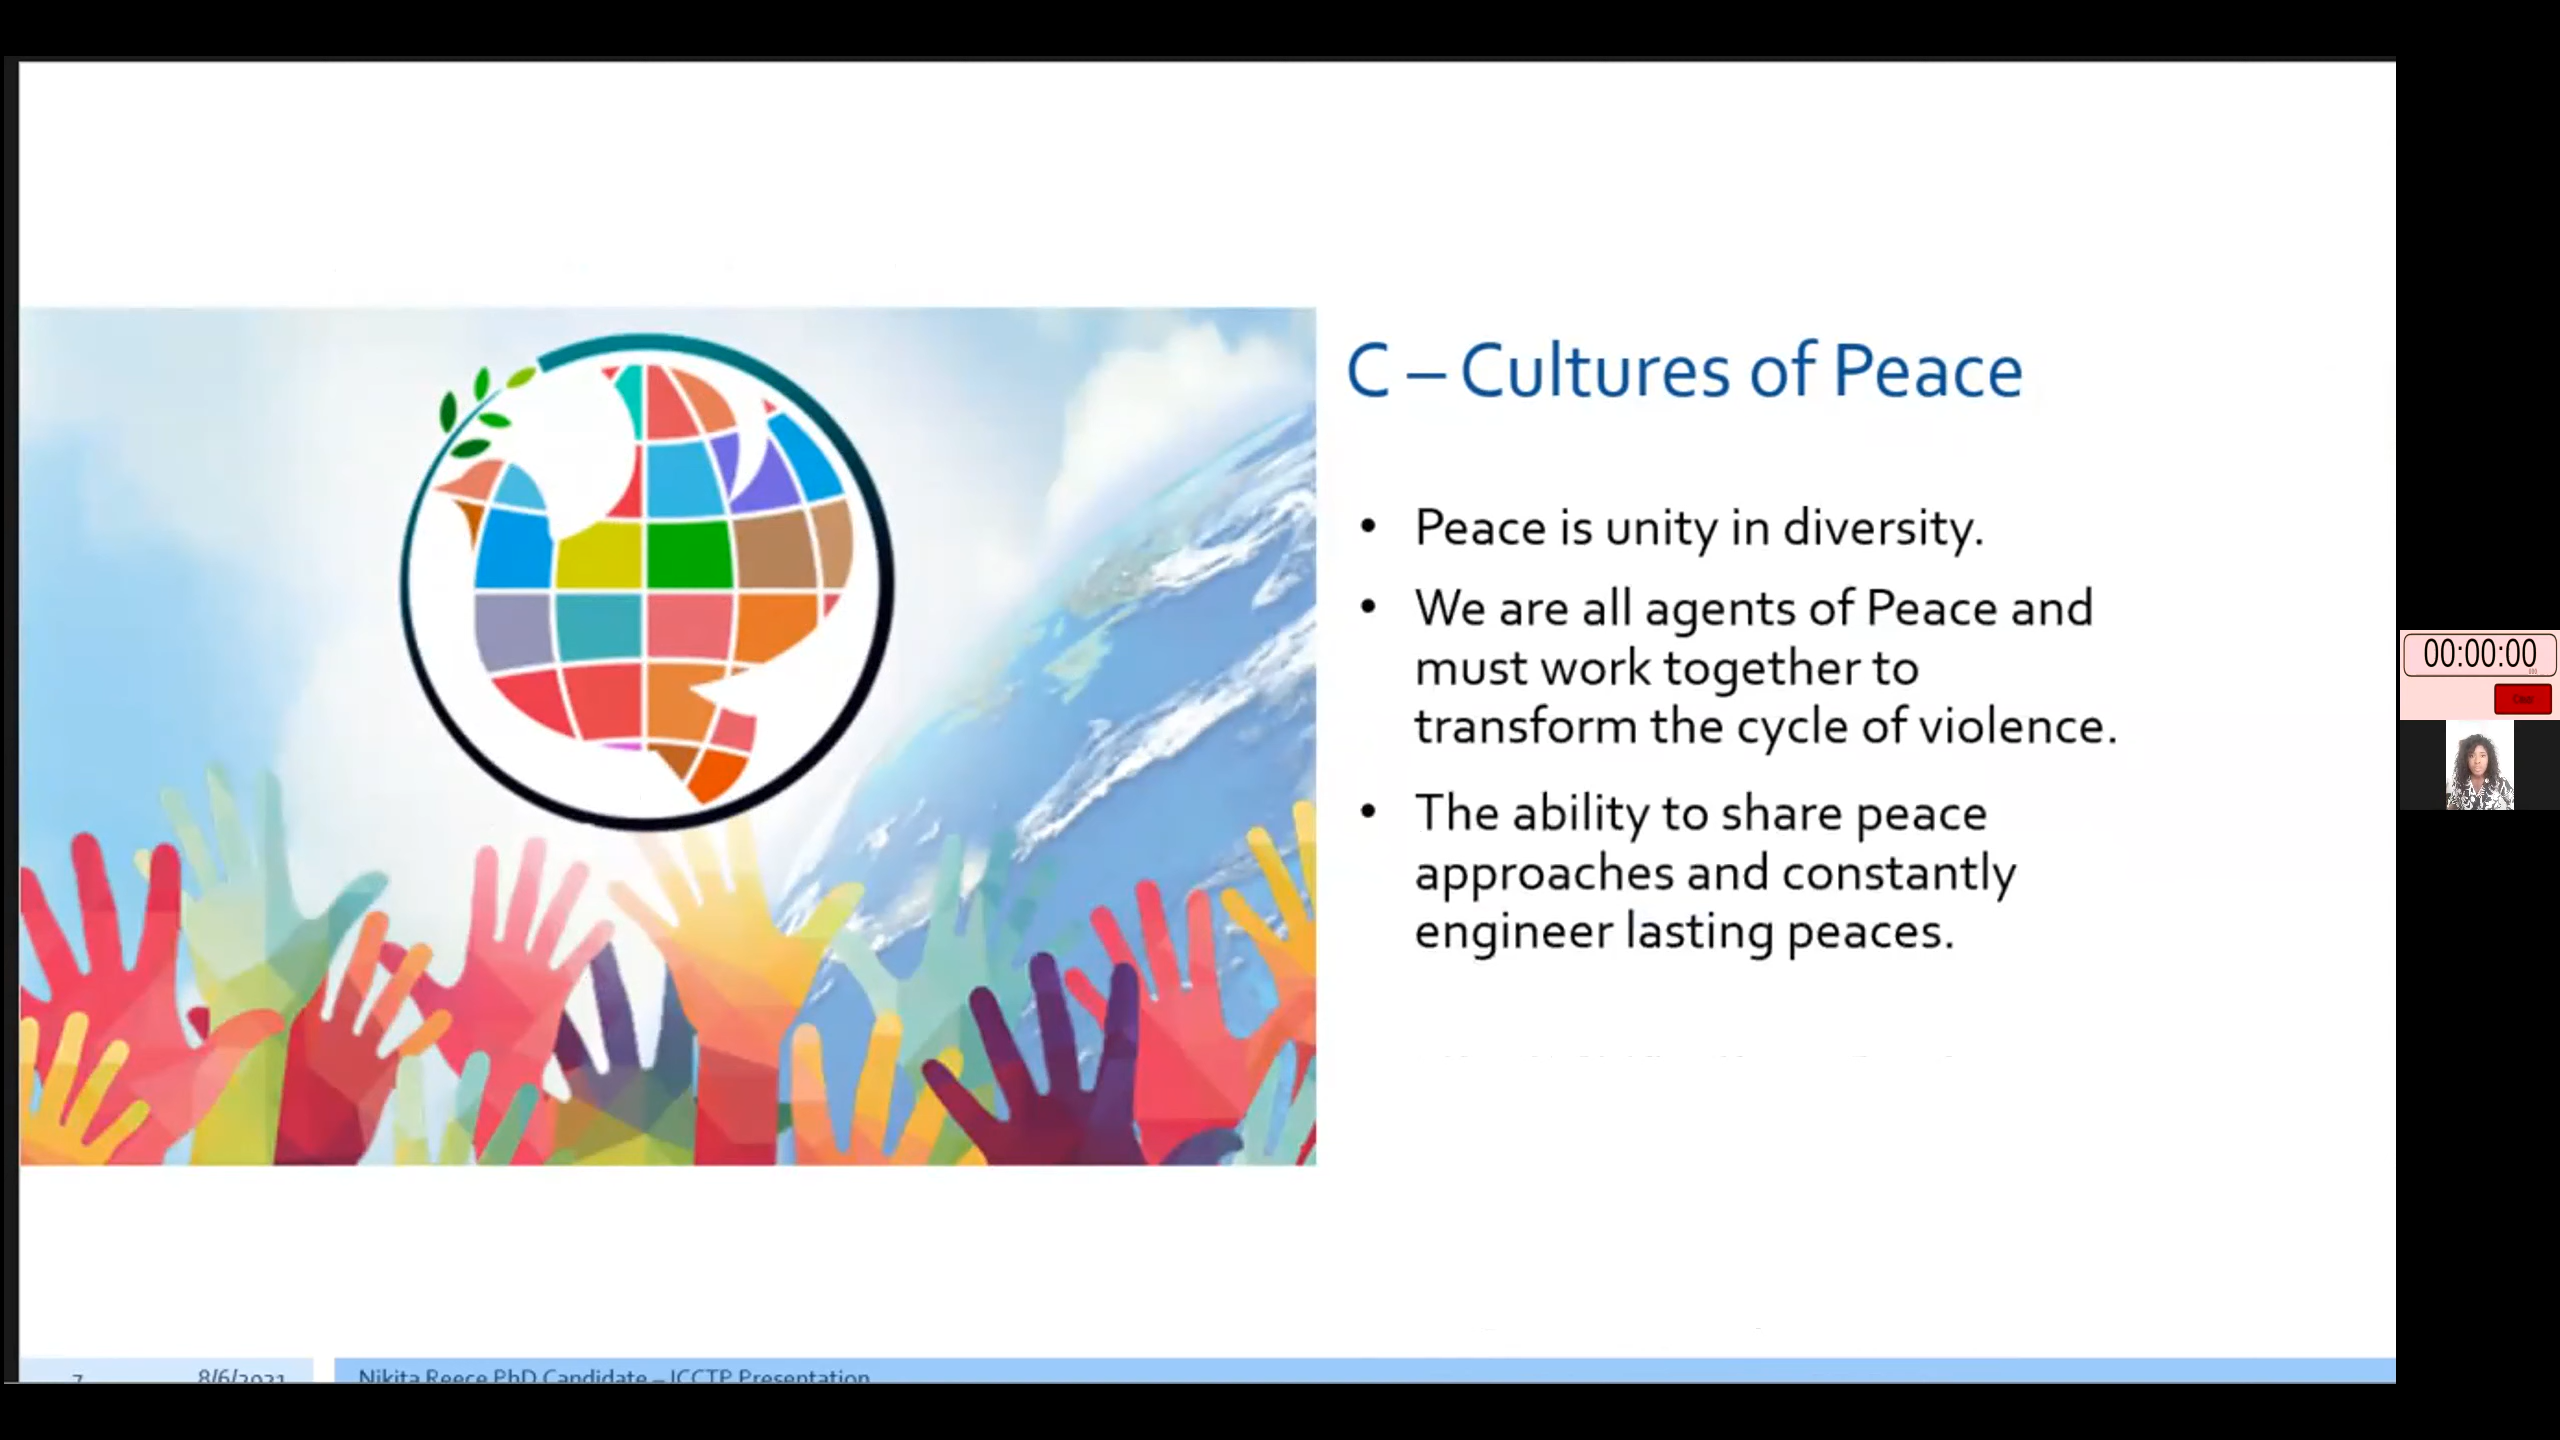 C – Cultures of Peace
• Peace is unity in diversity.
• We are all agents of Peace and
must work together to
transform the cycle of violence.
• The ability to share peace
approaches and constantly
engineer lasting peaces.
00:00:00
7
8/6/2021
Nikita Reece PhD Candidate – ICCTP Presentation